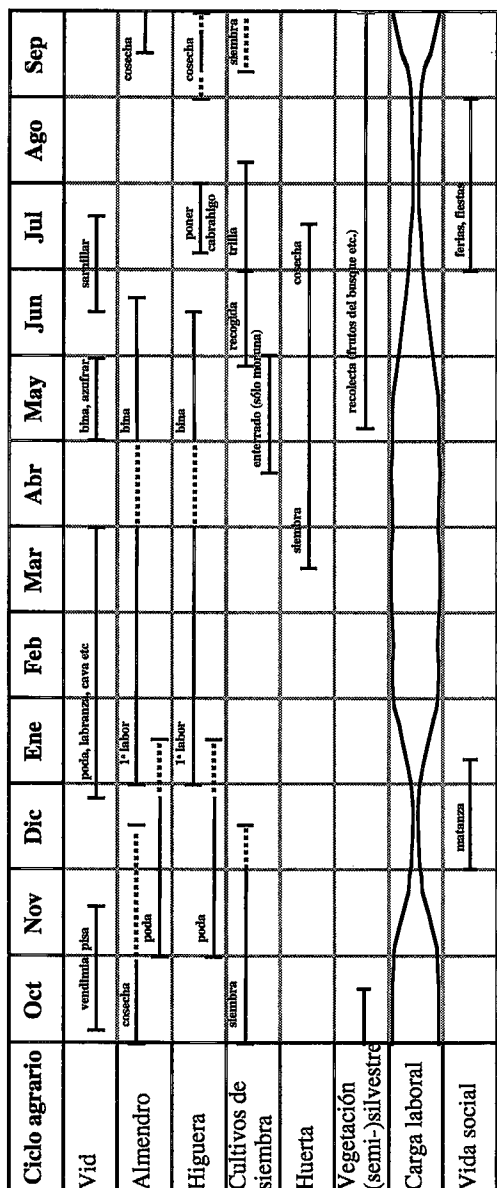 Ciclo agrario Oct Nov Dic Ene Feb Mar Abr May Jun Jul Ago Sep
Vid
vendimia pisa
poda, labranza, cava etc
bina, azufrar
sarmillar
Almendro
cosecha
poda
1ª labor
bina
cosecha
Higuera
poda
1ª labor
bina
poner
cabrahigo
cosecha
Cultivos de
siembra
siembra
enterrado (sólo morana)
recogida
trilla
siembra
Huerta
siembra
cosecha
Vegetación
(semi-)silvestre
recolecta (frutos del busque etc.)
Carga laboral
Vida social
matanza
ferias, fiestas